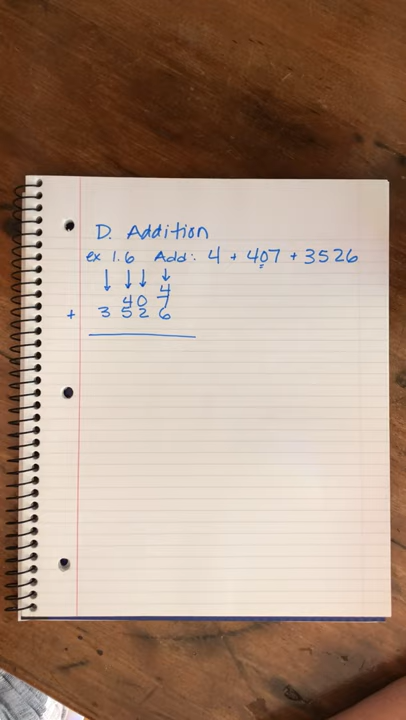 D. Addition
ex 1.6 Add: 4 + 407 + 3526
↓ ↓ ↓ ↓
4
407
+ 3526